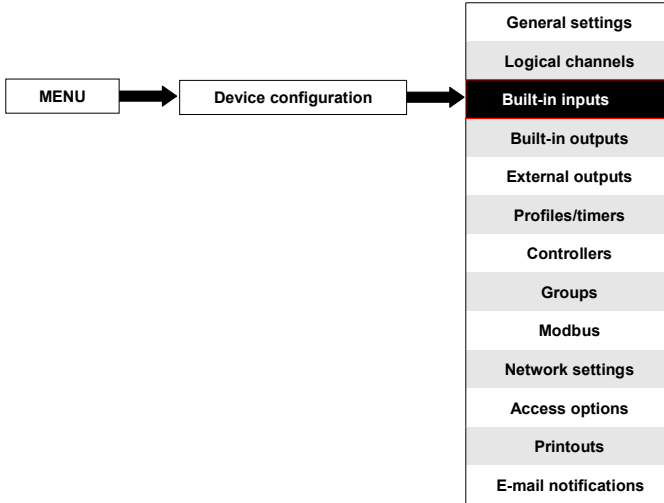 General settings
Logical channels
MENU
Device configuration
Built-in inputs
Built-in outputs
External outputs
Profiles/timers
Controllers
Groups
Modbus
Network settings
Access options
Printouts
E-mail notifications